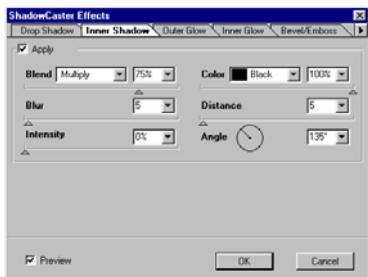 ShadowCaster Effects
Drop Shadow Inner Shadow Outer Glow Inner Glow Bevel/Emboss
Apply
Blend Multiply 75% Color Black 100%
Blur 5 Distance 5
Intensity 0% Angle 135°
Preview OK Cancel